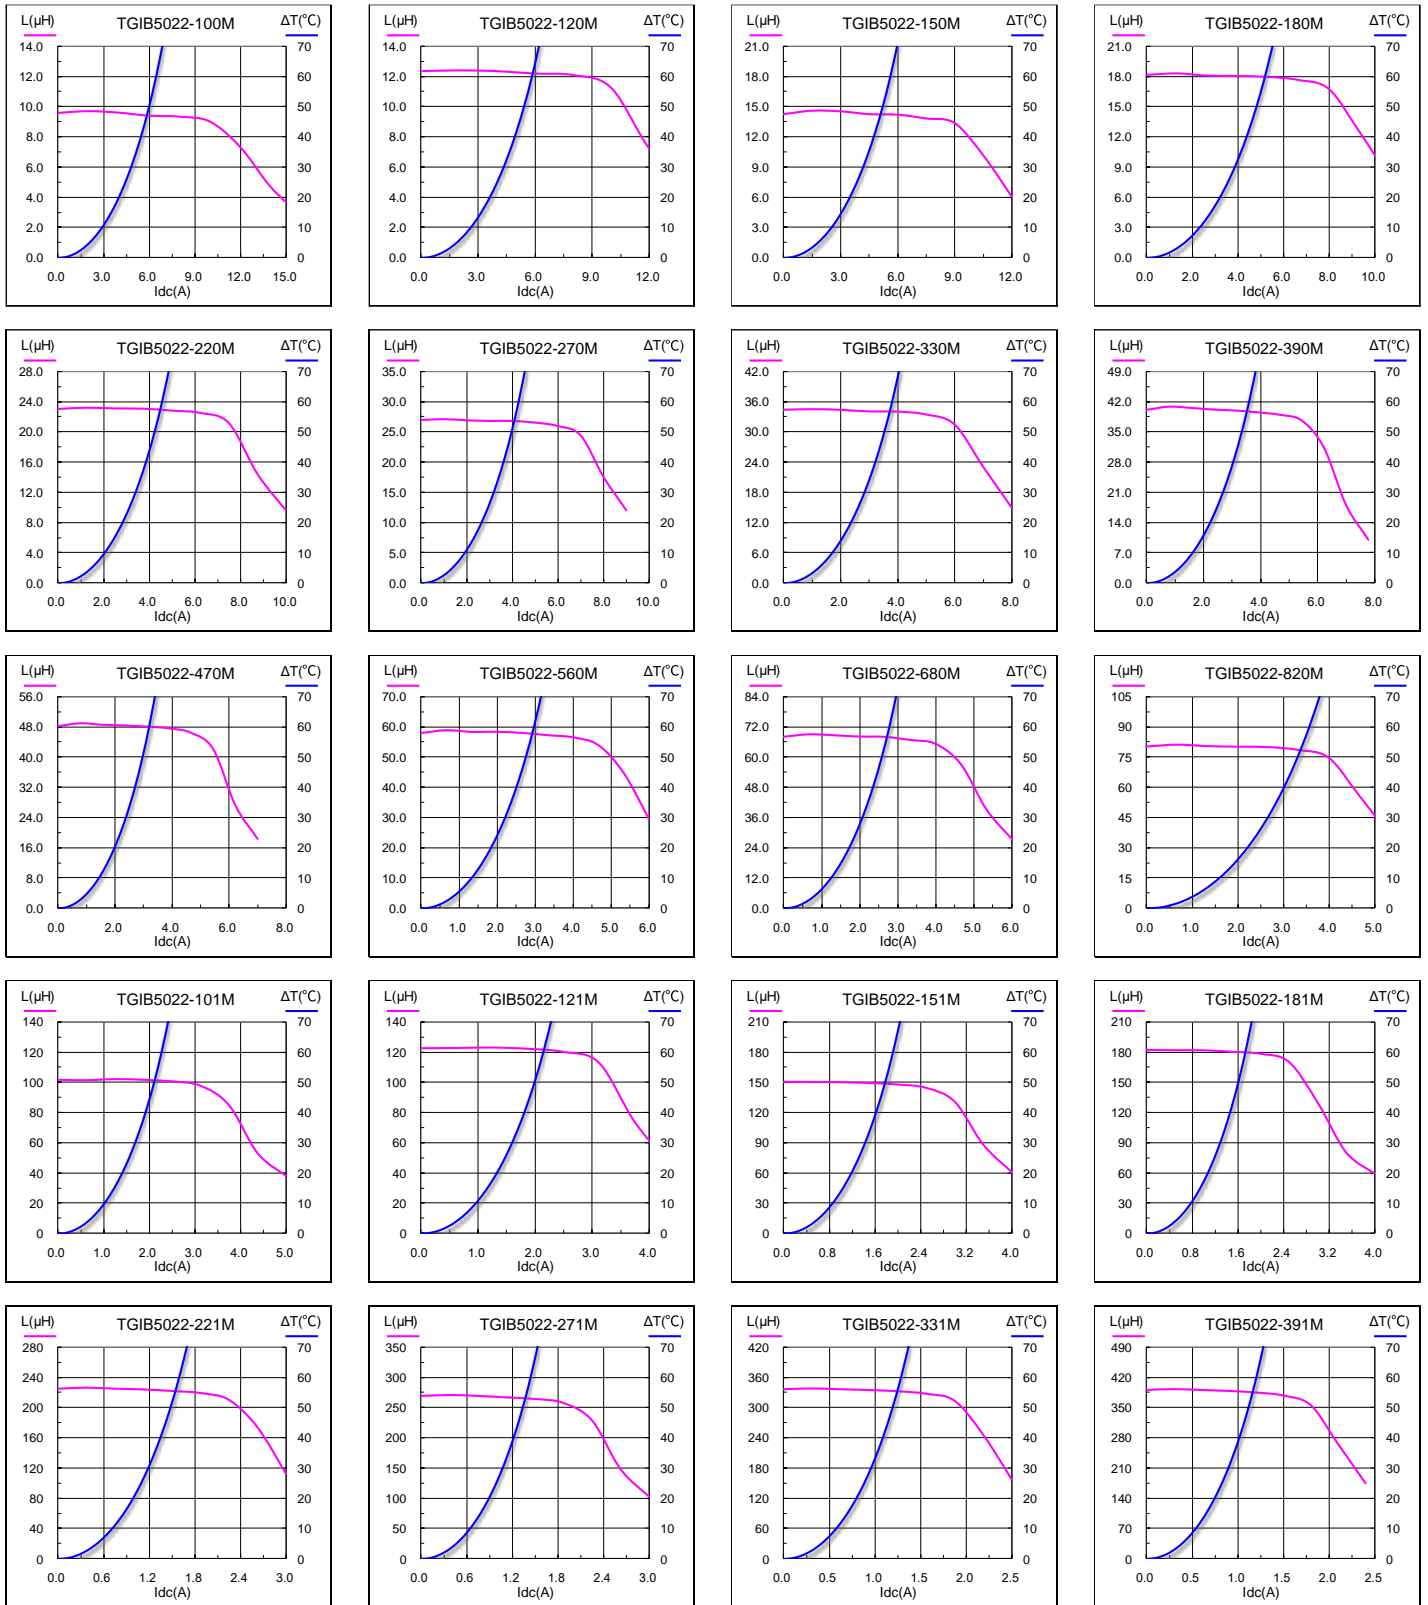 L(μH) TGIB5022-100M ΔT(℃)
14.0 70
12.0 60
10.0 50
8.0 40
6.0 30
4.0 20
2.0 10
0.0 0
0.0 3.0 6.0 9.0 12.0 15.0
Idc(A)
L(μH) TGIB5022-120M ΔT(℃)
14.0 70
12.0 60
10.0 50
8.0 40
6.0 30
4.0 20
2.0 10
0.0 0
0.0 3.0 6.0 9.0 12.0
Idc(A)
L(μH) TGIB5022-150M ΔT(℃)
21.0 70
18.0 60
15.0 50
12.0 40
9.0 30
6.0 20
3.0 10
0.0 0
0.0 3.0 6.0 9.0 12.0
Idc(A)
L(μH) TGIB5022-180M ΔT(℃)
21.0 70
18.0 60
15.0 50
12.0 40
9.0 30
6.0 20
3.0 10
0.0 0
0.0 2.0 4.0 6.0 8.0 10.0
Idc(A)
L(μH) TGIB5022-220M ΔT(℃)
28.0 70
24.0 60
20.0 50
16.0 40
12.0 30
8.0 20
4.0 10
0.0 0
0.0 2.0 4.0 6.0 8.0 10.0
Idc(A)
L(μH) TGIB5022-270M ΔT(℃)
35.0 70
30.0 60
25.0 50
20.0 40
15.0 30
10.0 20
5.0 10
0.0 0
0.0 2.0 4.0 6.0 8.0 10.0
Idc(A)
L(μH) TGIB5022-330M ΔT(℃)
42.0 70
36.0 60
30.0 50
24.0 40
18.0 30
12.0 20
6.0 10
0.0 0
0.0 2.0 4.0 6.0 8.0
Idc(A)
L(μH) TGIB5022-390M ΔT(℃)
49.0 70
42.0 60
35.0 50
28.0 40
21.0 30
14.0 20
7.0 10
0.0 0
0.0 2.0 4.0 6.0 8.0
Idc(A)
L(μH) TGIB5022-470M ΔT(℃)
56.0 70
48.0 60
40.0 50
32.0 40
24.0 30
16.0 20
8.0 10
0.0 0
0.0 2.0 4.0 6.0 8.0
Idc(A)
L(μH) TGIB5022-560M ΔT(℃)
70.0 70
60.0 60
50.0 50
40.0 40
30.0 30
20.0 20
10.0 10
0.0 0
0.0 1.0 2.0 3.0 4.0 5.0 6.0
Idc(A)
L(μH) TGIB5022-680M ΔT(℃)
84.0 70
72.0 60
60.0 50
48.0 40
36.0 30
24.0 20
12.0 10
0.0 0
0.0 1.0 2.0 3.0 4.0 5.0 6.0
Idc(A)
L(μH) TGIB5022-820M ΔT(℃)
105 70
90 60
75 50
60 40
45 30
30 20
15 10
0 0
0.0 1.0 2.0 3.0 4.0 5.0
Idc(A)
L(μH) TGIB5022-101M ΔT(℃)
140 70
120 60
100 50
80 40
60 30
40 20
20 10
0 0
0.0 1.0 2.0 3.0 4.0 5.0
Idc(A)
L(μH) TGIB5022-121M ΔT(℃)
140 70
120 60
100 50
80 40
60 30
40 20
20 10
0 0
0.0 1.0 2.0 3.0 4.0
Idc(A)
L(μH) TGIB5022-151M ΔT(℃)
210 70
180 60
150 50
120 40
90 30
60 20
30 10
0 0
0.0 0.8 1.6 2.4 3.2 4.0
Idc(A)
L(μH) TGIB5022-181M ΔT(℃)
210 70
180 60
150 50
120 40
90 30
60 20
30 10
0 0
0.0 0.8 1.6 2.4 3.2 4.0
Idc(A)
L(μH) TGIB5022-221M ΔT(℃)
280 70
240 60
200 50
160 40
120 30
80 20
40 10
0 0
0.0 0.6 1.2 1.8 2.4 3.0
Idc(A)
L(μH) TGIB5022-271M ΔT(℃)
350 70
300 60
250 50
200 40
150 30
100 20
50 10
0 0
0.0 0.6 1.2 1.8 2.4 3.0
Idc(A)
L(μH) TGIB5022-331M ΔT(℃)
420 70
360 60
300 50
240 40
180 30
120 20
60 10
0 0
0.0 0.5 1.0 1.5 2.0 2.5
Idc(A)
L(μH) TGIB5022-391M ΔT(℃)
490 70
420 60
350 50
280 40
210 30
140 20
70 10
0 0
0.0 0.5 1.0 1.5 2.0 2.5
Idc(A)